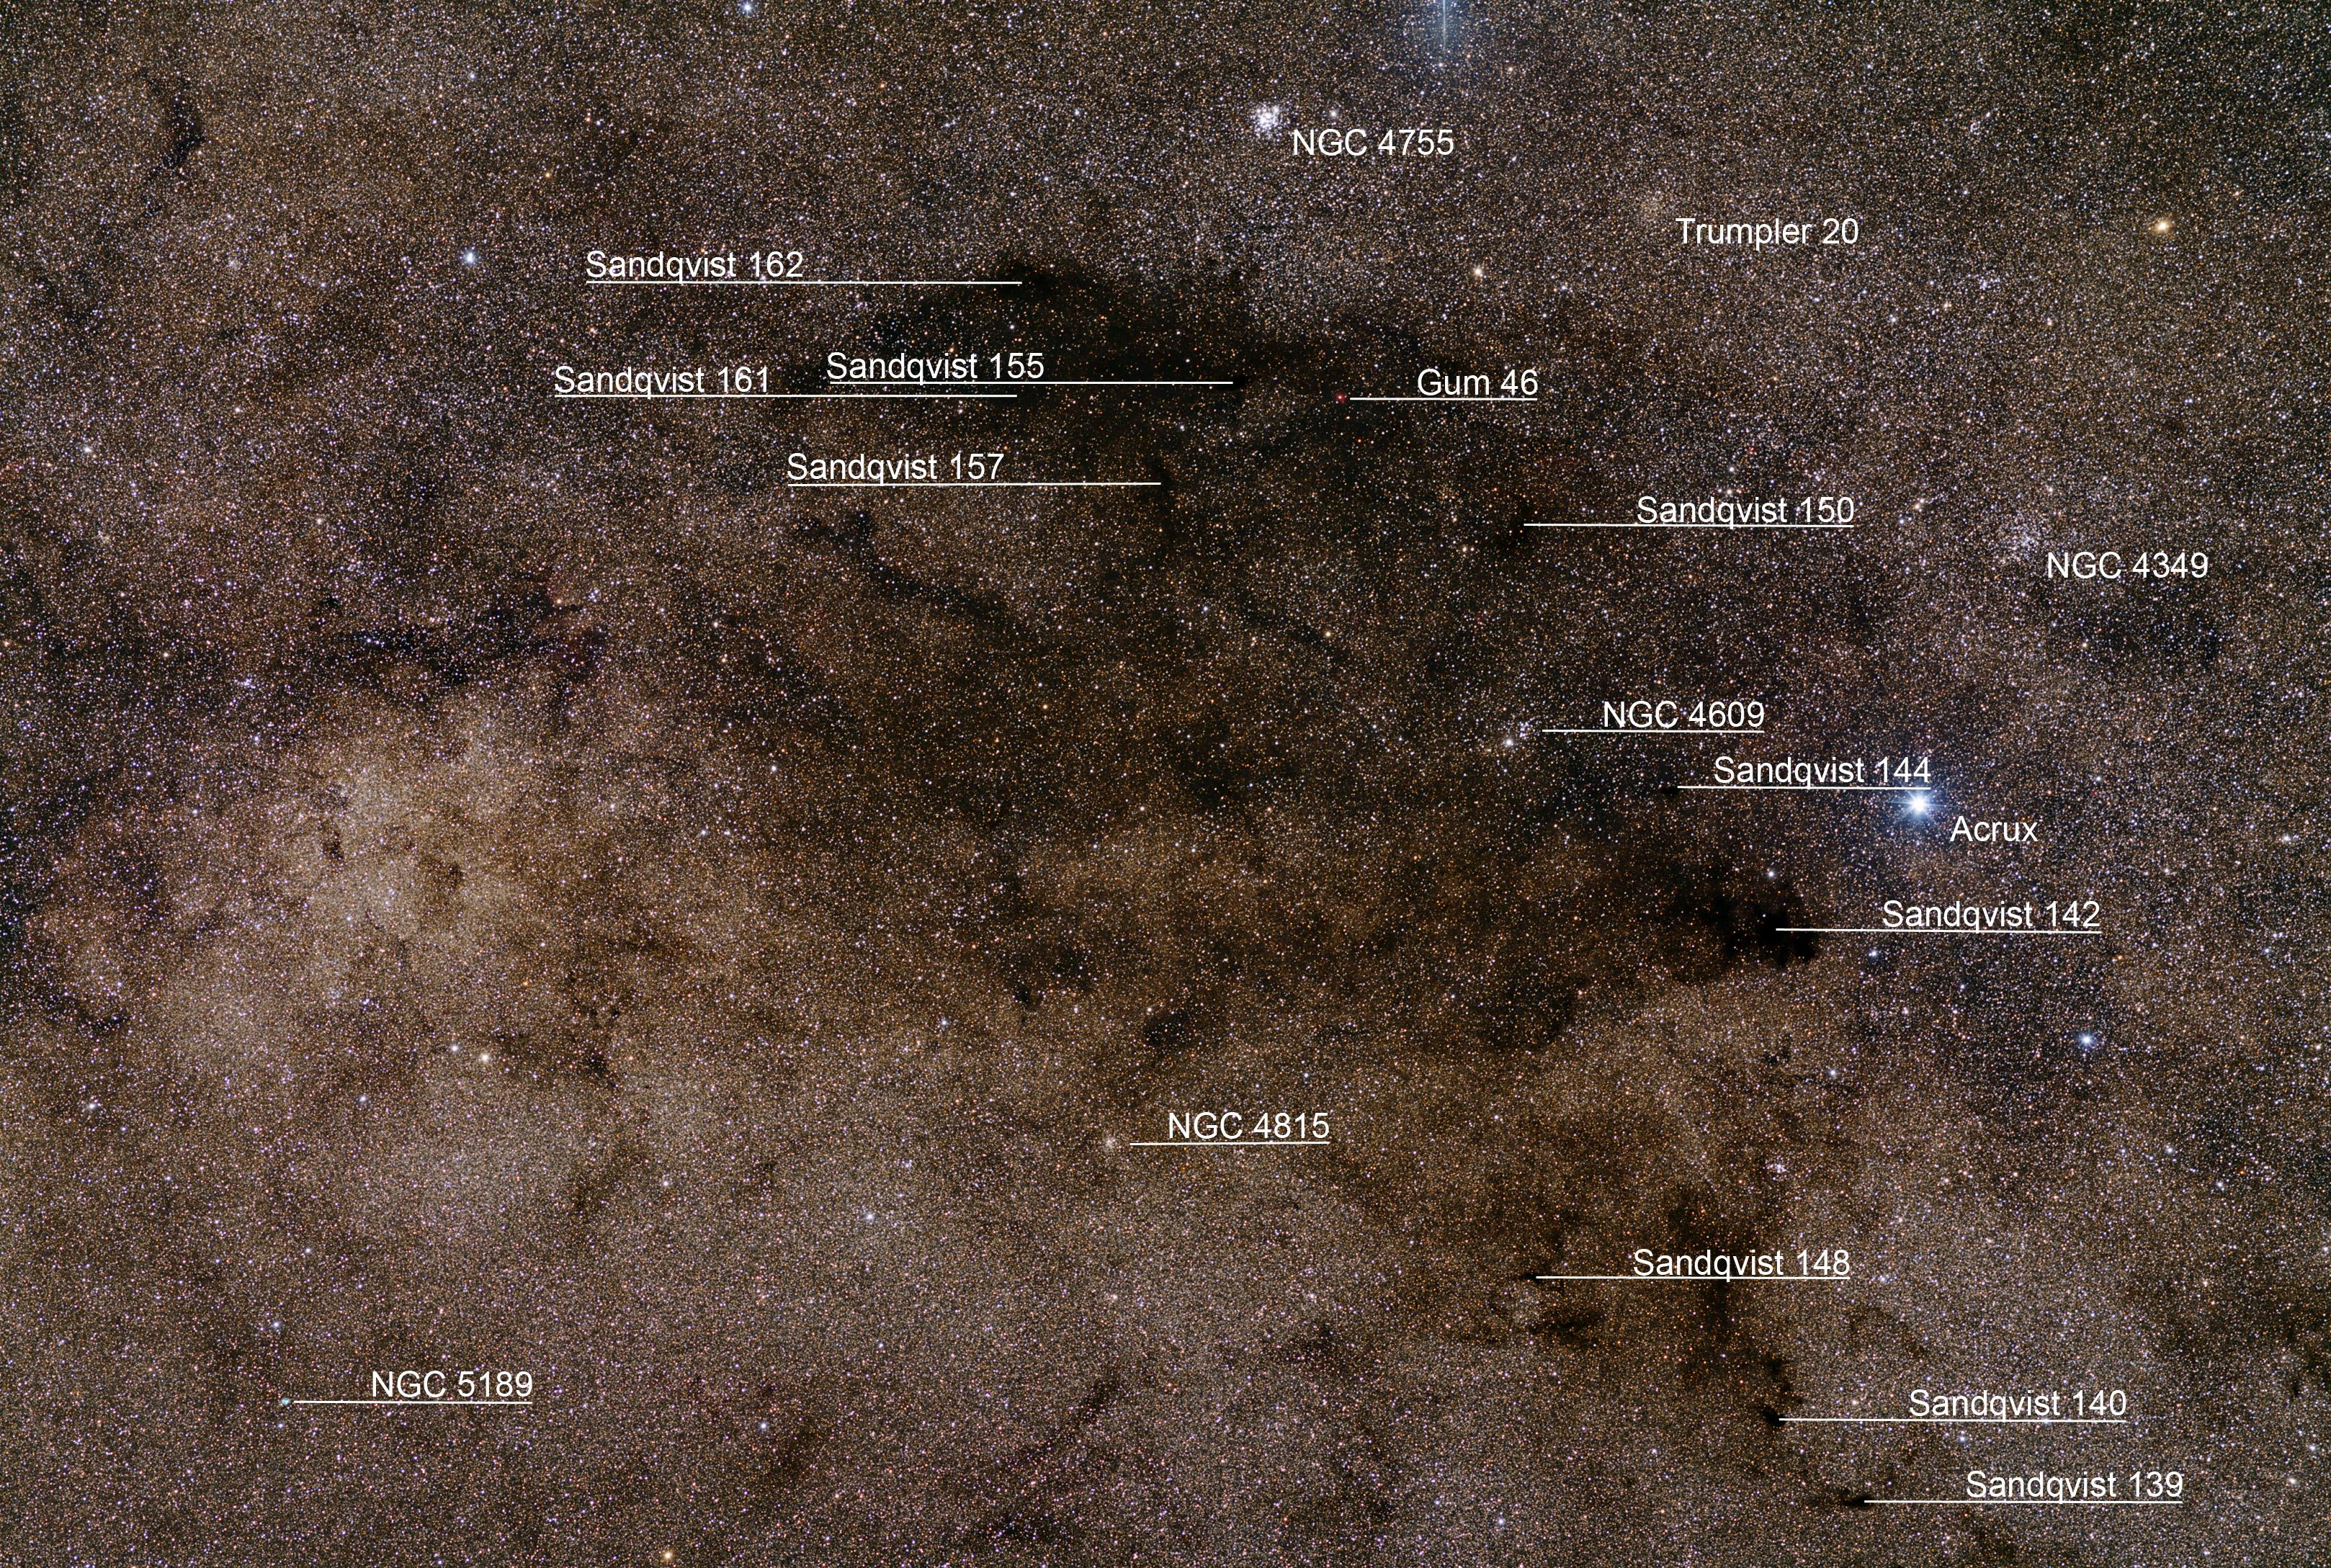 NGC 4755
Trumpler 20
Sandqvist 162
Sandqvist 155
Sandqvist 161
Gum 46
Sandqvist 157
Sandqvist 150
NGC 4349
NGC 4609
Sandqvist 144
Acrux
Sandqvist 142
NGC 4815
Sandqvist 148
NGC 5189
Sandqvist 140
Sandqvist 139